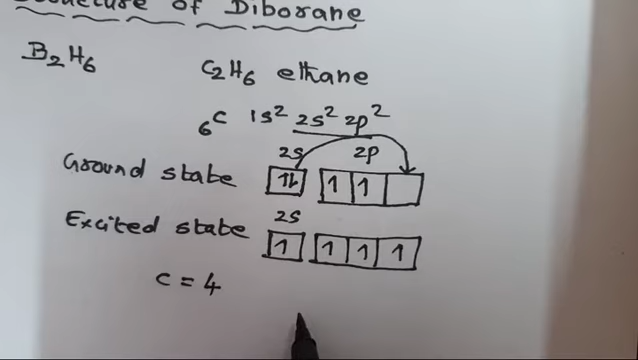 Structure of Diborane
B₂H₆ C₂H₆ ethane
₆C 1s² 2s² 2p²
2s 2p
Ground state 1L 1 1
2s
Excited state 1 1 1 1
C = 4